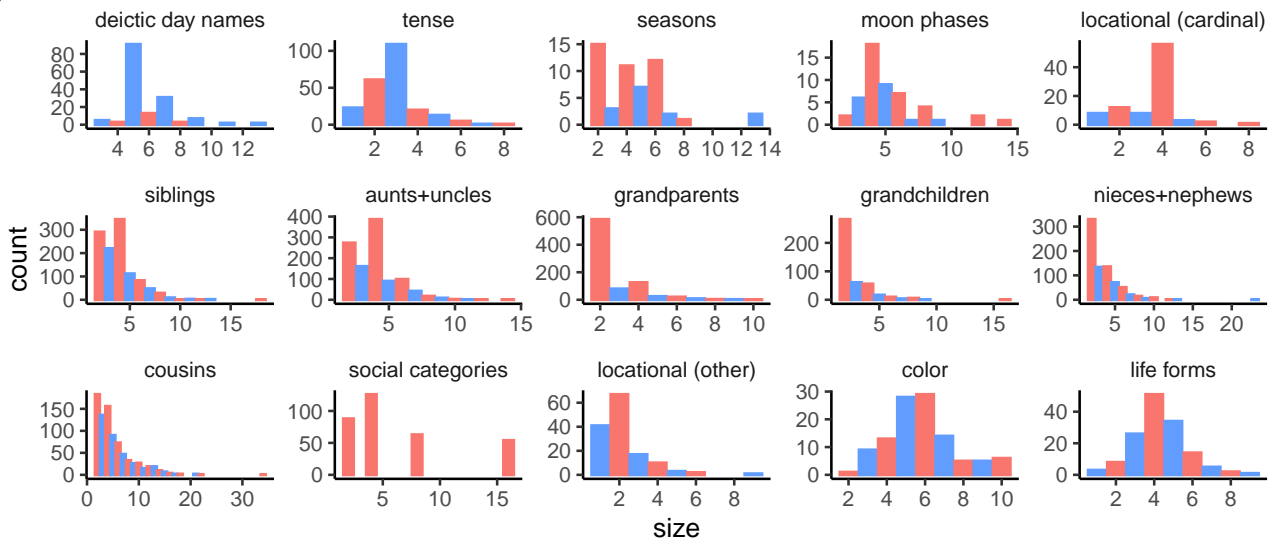 deictic day names
tense
seasons
moon phases
locational (cardinal)
80
60
40
20
0
4 6 8 10 12
100
50
0
2 4 6 8
15
10
5
0
2 4 6 8 10 12 14
15
10
5
0
5 10 15
40
20
0
2 4 6 8
siblings
aunts+uncles
grandparents
grandchildren
nieces+nephews
count
300
200
100
0
5 10 15
400
300
200
100
0
5 10 15
600
400
200
0
2 4 6 8 10
200
100
0
5 10 15
300
200
100
0
5 10 15 20
cousins
social categories
locational (other)
color
life forms
150
100
50
0
0 10 20 30
100
50
0
5 10 15
60
40
20
0
2 4 6 8
30
20
10
0
2 4 6 8 10
40
20
0
2 4 6 8
size